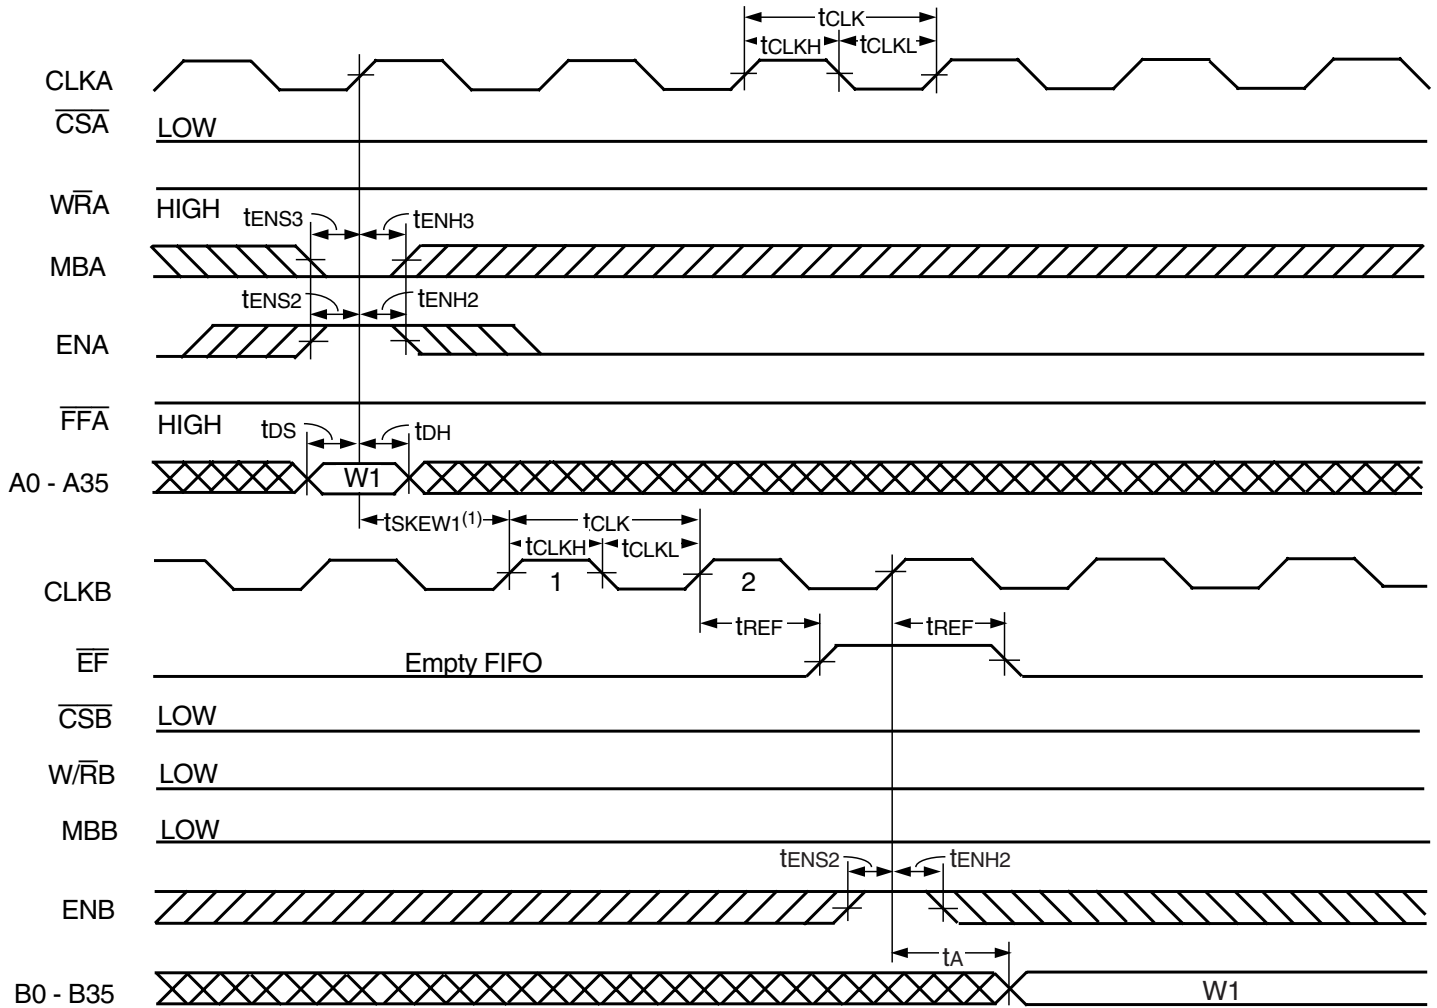 tCLK
tCLKH tCLKL
CLKA
CSA LOW
WRA HIGH
tENS3 tENH3
MBA
tENS2 tENH2
ENA
FFA HIGH
tDS tDH
A0 - A35 W1
tSKEW1(1) tCLK
tCLKH tCLKL
CLKB 1 2
tREF tREF
EF Empty FIFO
CSB LOW
W/RB LOW
MBB LOW
tENS2 tENH2
ENB
tA
B0 - B35 W1